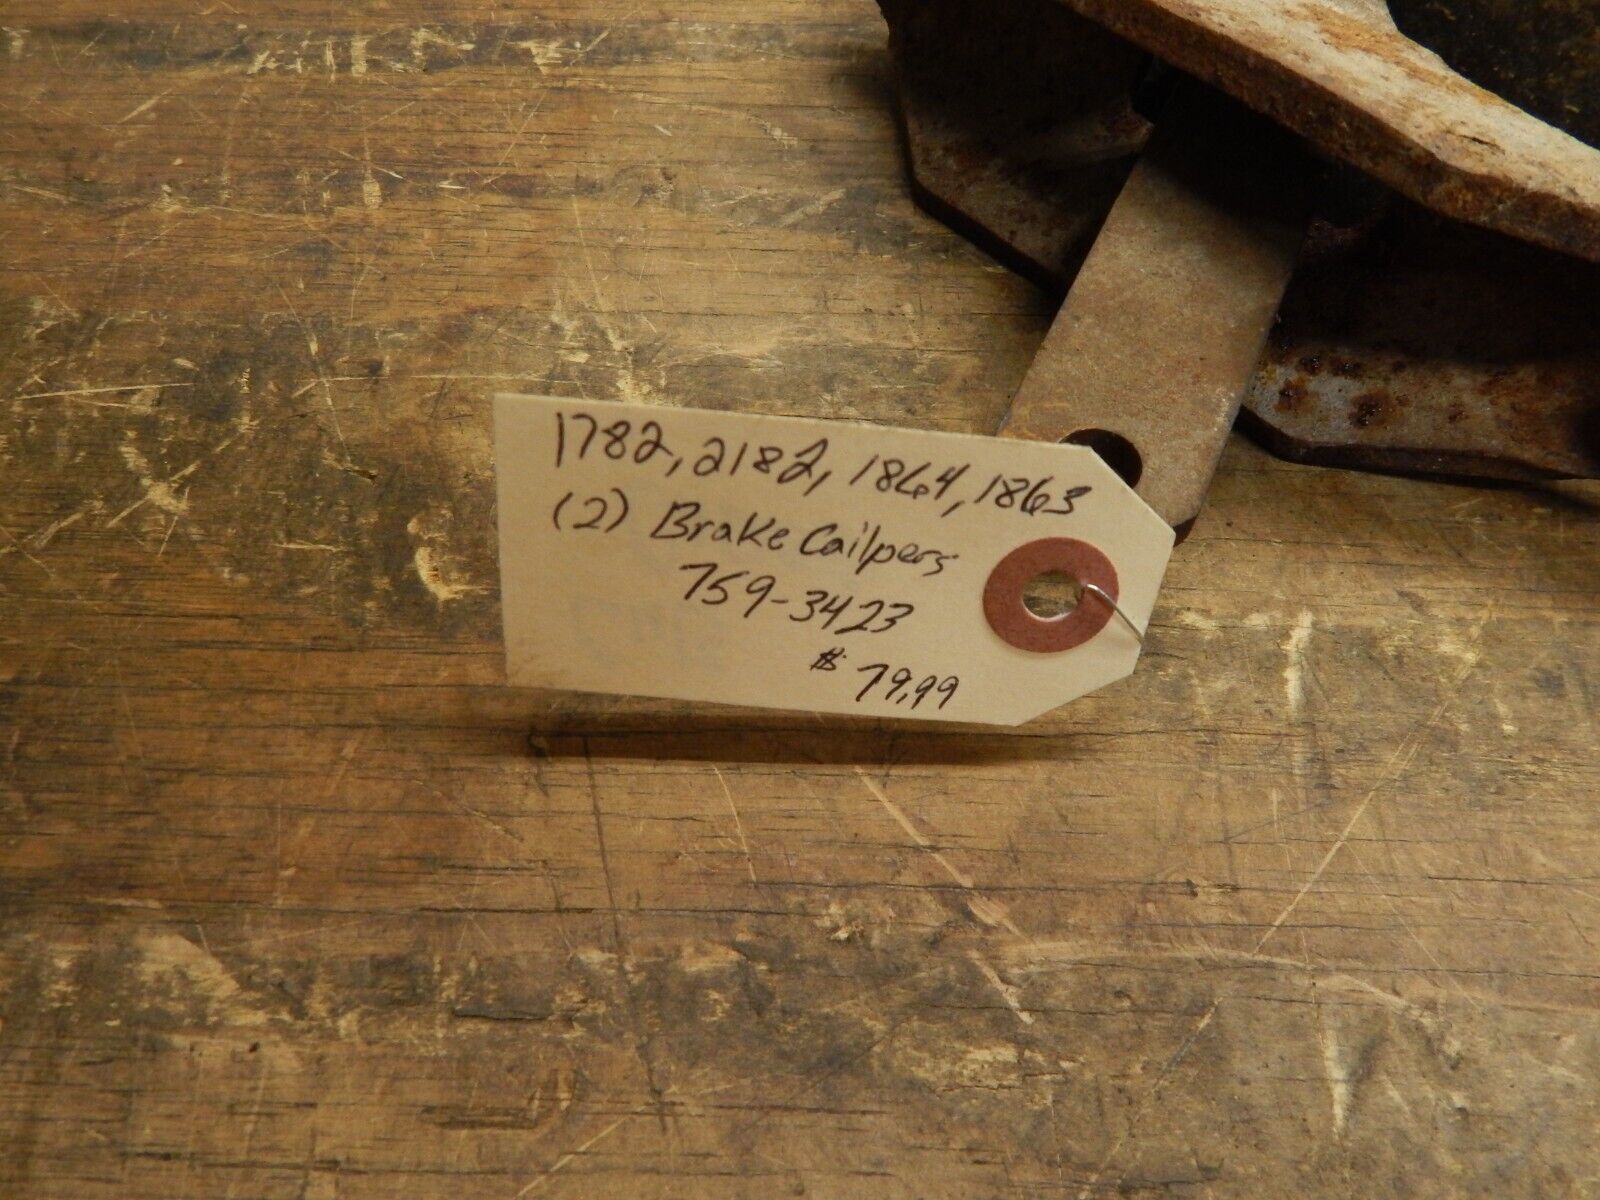 1782, 2182, 1864, 1863
(2) Brake Cailpers
759-3423
$ 79.99